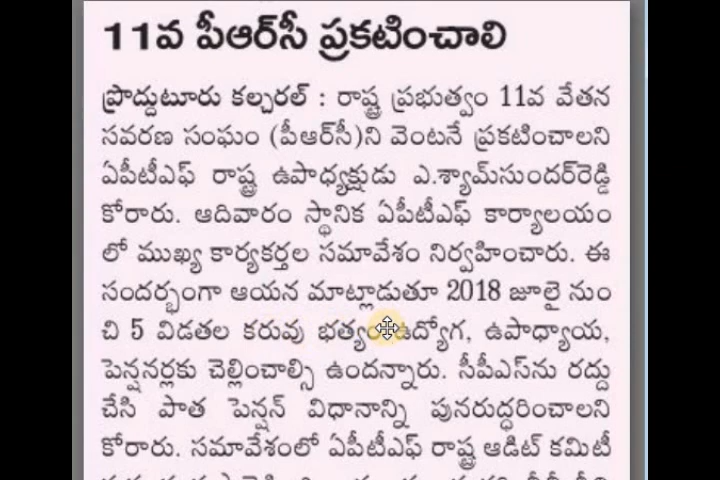 11వ పీఆర్‌సీ ప్రకటించాలి
ప్రొద్దుటూరు కల్చరల్ : రాష్ట్ర ప్రభుత్వం 11వ వేతన
సవరణ సంఘం (పీఆర్‌సీ)ని వెంటనే ప్రకటించాలని
ఏపీటీఎఫ్ రాష్ట్ర ఉపాధ్యక్షుడు ఎ.శ్యామ్‌సుందర్‌రెడ్డి
కోరారు. ఆదివారం స్థానిక ఏపీటీఎఫ్ కార్యాలయం
లో ముఖ్య కార్యకర్తల సమావేశం నిర్వహించారు. ఈ
సందర్భంగా ఆయన మాట్లాడుతూ 2018 జూలై నుం
చి 5 విడతల కరువు భత్యం ఉద్యోగ, ఉపాధ్యాయ,
పెన్షనర్లకు చెల్లించాల్సి ఉందన్నారు. సీపీఎస్‌ను రద్దు
చేసి పాత పెన్షన్ విధానాన్ని పునరుద్ధరించాలని
కోరారు. సమావేశంలో ఏపీటీఎఫ్ రాష్ట్ర ఆడిట్ కమిటీ